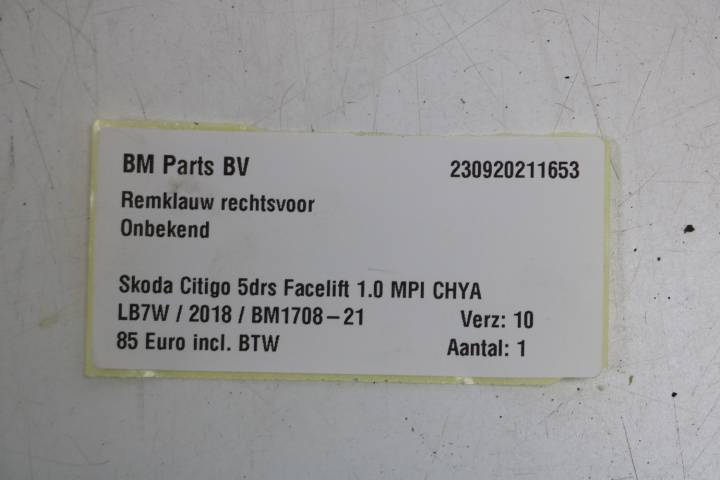 BM Parts BV 230920211653
Remklauw rechtsvoor
Onbekend
Skoda Citigo 5drs Facelift 1.0 MPI CHYA
LB7W / 2018 / BM1708-21 Verz: 10
85 Euro incl. BTW Aantal: 1